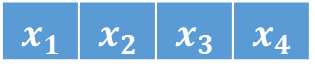 x₁ x₂ x₃ x₄